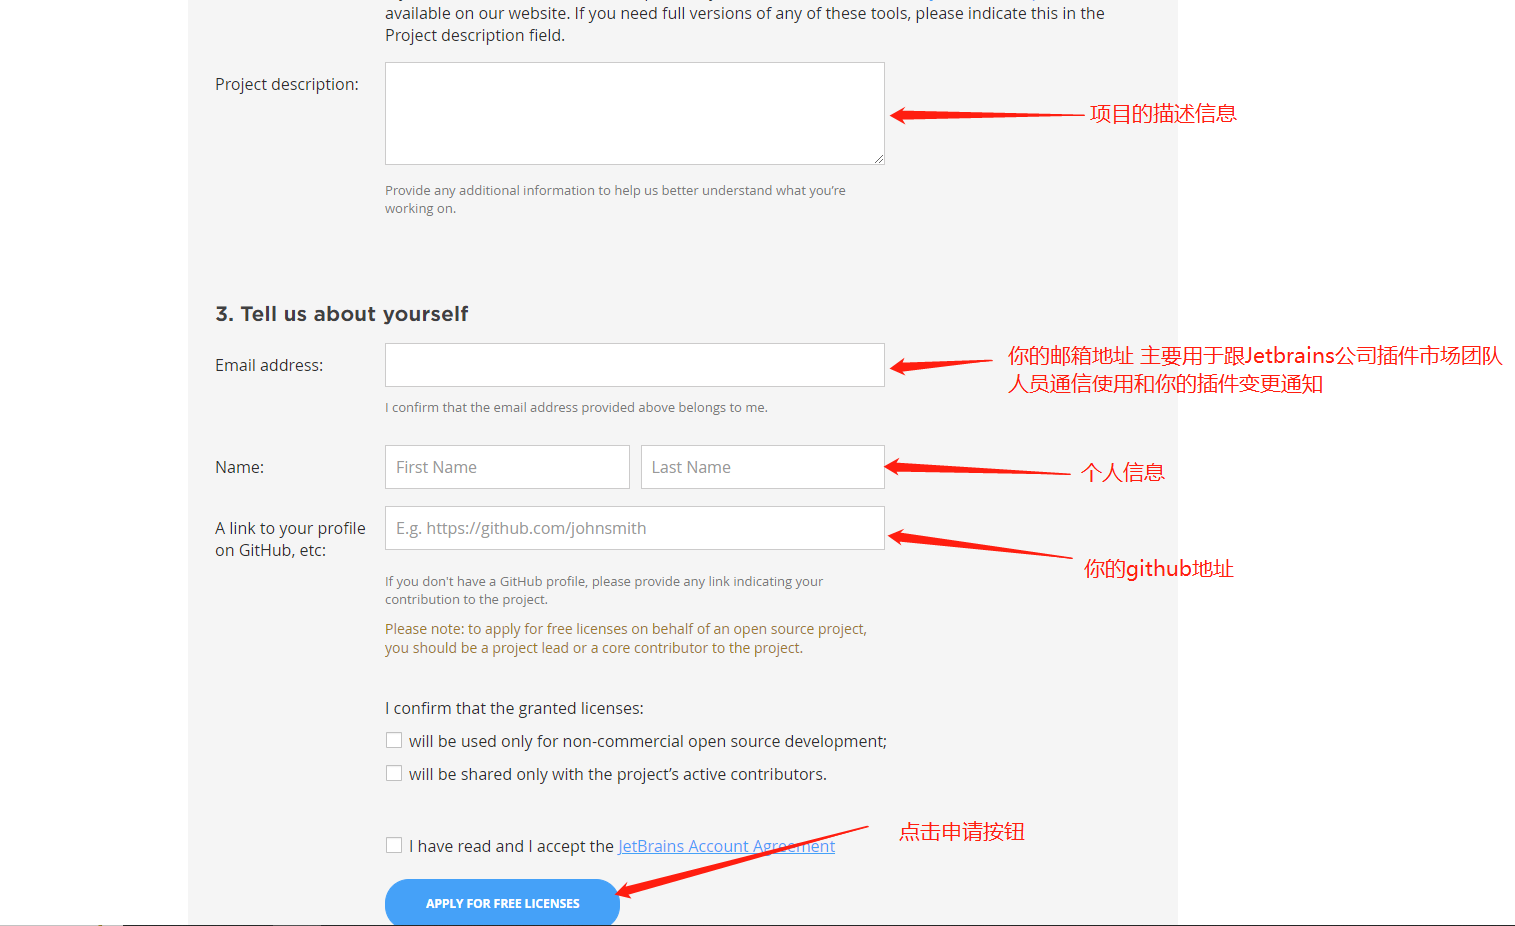 available on our website. If you need full versions of any of these tools, please indicate this in the
Project description field.
Project description:
项目的描述信息
Provide any additional information to help us better understand what you're
working on.
3. Tell us about yourself
Email address:
你的邮箱地址 主要用于跟Jetbrains公司插件市场团队
人员通信使用和你的插件变更通知
I confirm that the email address provided above belongs to me.
Name:
First Name
Last Name
个人信息
A link to your profile
on GitHub, etc:
E.g. https://github.com/johnsmith
你的github地址
If you don't have a GitHub profile, please provide any link indicating your
contribution to the project.
Please note: to apply for free licenses on behalf of an open source project,
you should be a project lead or a core contributor to the project.
I confirm that the granted licenses:
will be used only for non-commercial open source development;
will be shared only with the project’s active contributors.
点击申请按钮
I have read and I accept the JetBrains Account Agreement
APPLY FOR FREE LICENSES